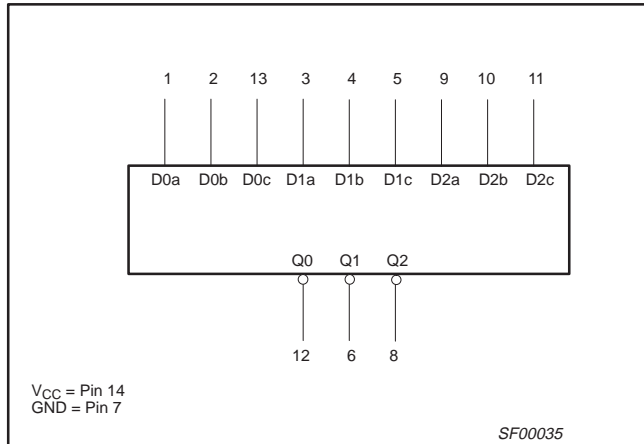 1 2 13 3 4 5 9 10 11
D0a D0b D0c D1a D1b D1c D2a D2b D2c
Q0 Q1 Q2
12 6 8
VCC = Pin 14
GND = Pin 7
SF00035